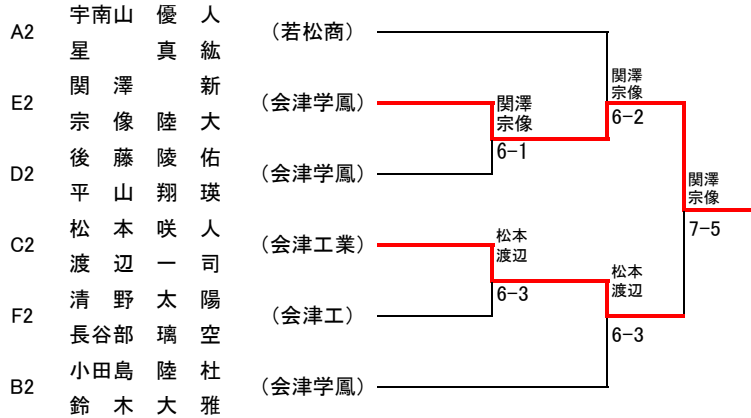 A2 宇南山 優人 (若松商)
星 真紘
E2 関澤 新 (会津学鳳)
宗像 陸大
D2 後藤 陵佑 (会津学鳳)
平山 翔瑛
C2 松本 咲人 (会津工業)
渡辺 一司
F2 清野 太陽 (会津工)
長谷部 璃空
B2 小田島 陸杜 (会津学鳳)
鈴木 大雅
関澤
宗像
6-1
松本
渡辺
6-3
関澤
宗像
6-2
松本
渡辺
6-3
関澤
宗像
7-5